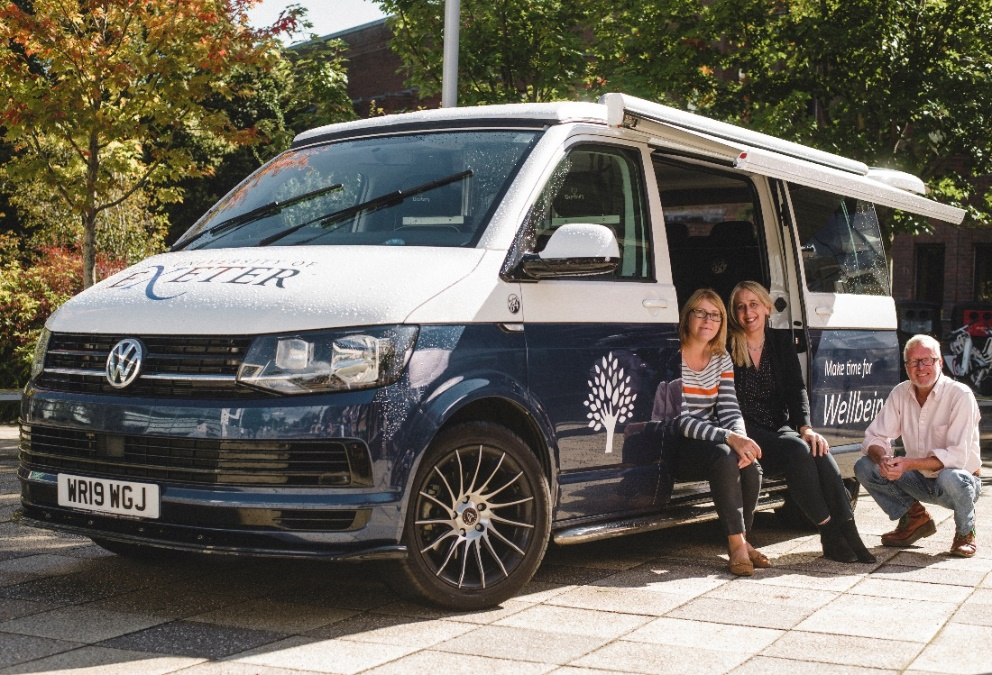 UNIVERSITY OF
EXETER
WR19 WGJ
Make time for
Wellbein